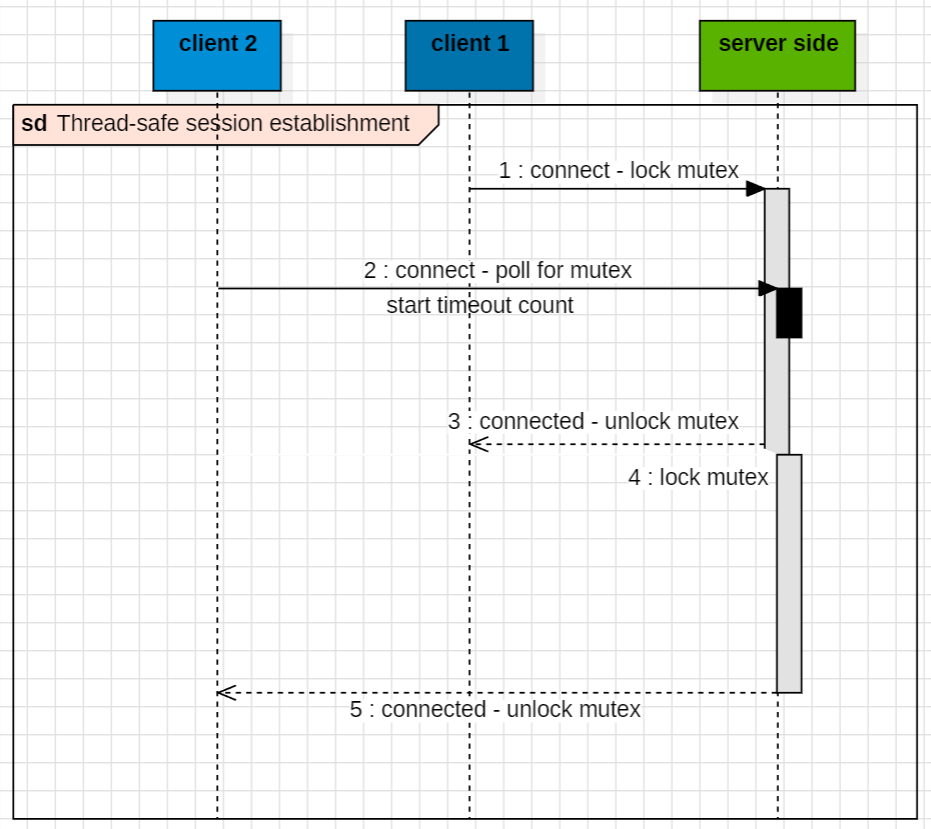 client 2
client 1
server side
sd Thread-safe session establishment
1 : connect - lock mutex
2 : connect - poll for mutex
start timeout count
3 : connected - unlock mutex
4 : lock mutex
5 : connected - unlock mutex